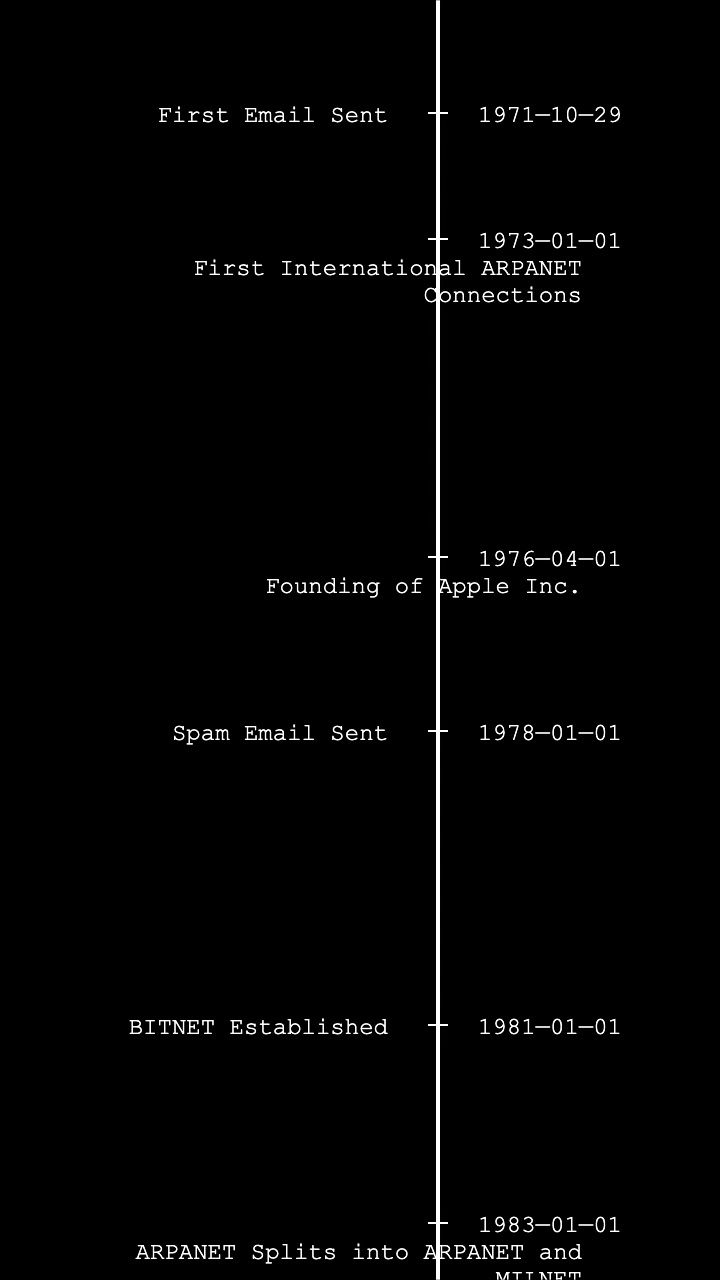 First Email Sent 1971—10—29
1973—01—01
First International ARPANET
Connections
1976—04—01
Founding of Apple Inc.
Spam Email Sent 1978—01—01
BITNET Established 1981—01—01
1983—01—01
ARPANET Splits into ARPANET and
MILNET